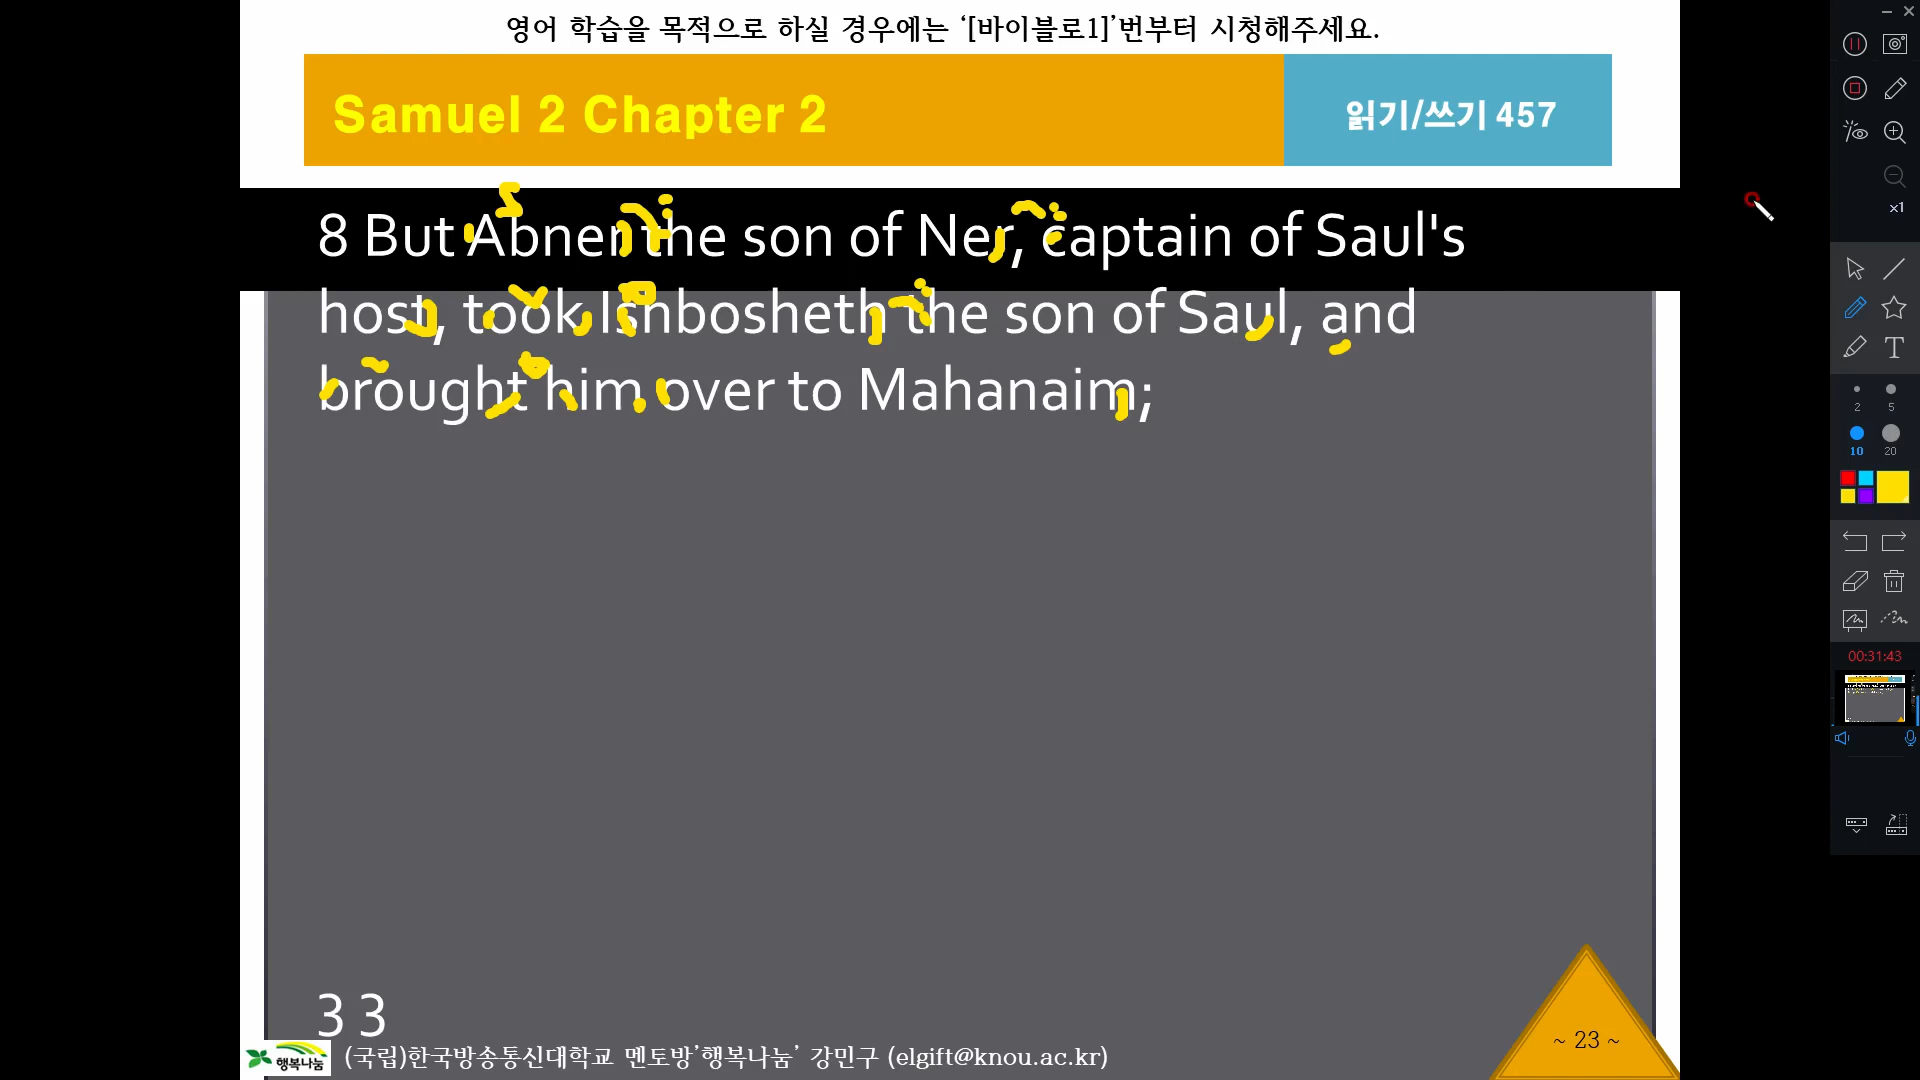 영어 학습을 목적으로 하실 경우에는 ‘[바이블로1]’번부터 시청해주세요.
Samuel 2 Chapter 2
읽기/쓰기 457
8 But Abner the son of Ner, captain of Saul's
host, took Ishbosheth the son of Saul, and
brought him over to Mahanaim;
3 3
~ 23 ~
행복나눔
(국립)한국방송통신대학교 멘토방’행복나눔’ 강민구 (elgift@knou.ac.kr)
x1
T
2 5
10 20
00:31:43